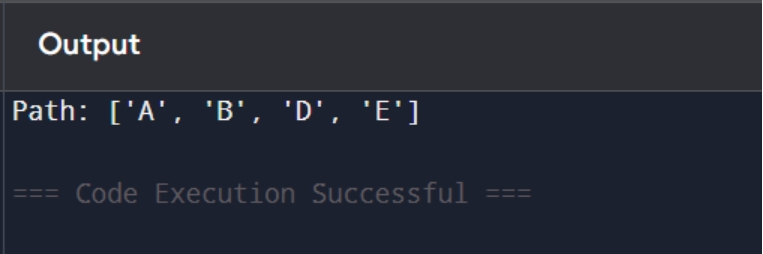 Output
Path: ['A', 'B', 'D', 'E']
=== Code Execution Successful ===